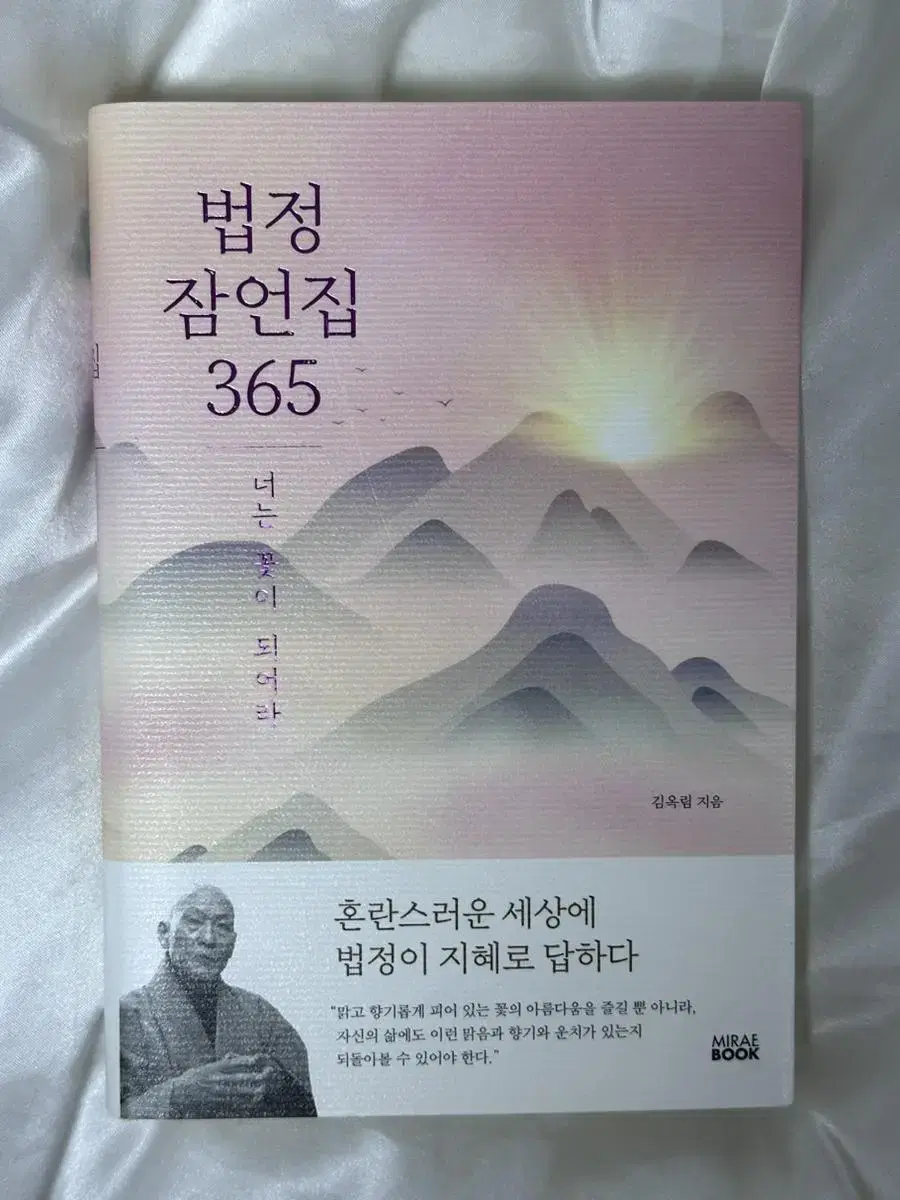 법정
잠언집
365
너는 꽃이 되어라
김옥림 지음
혼란스러운 세상에
법정이 지혜로 답하다
"맑고 향기롭게 피어 있는 꽃의 아름다움을 즐길 뿐 아니라,
자신의 삶에도 이런 맑음과 향기와 운치가 있는지
되돌아볼 수 있어야 한다."
MIRAE
BOOK